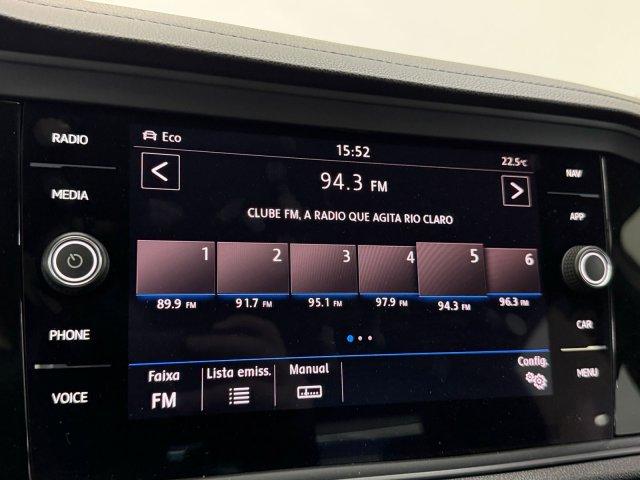 RADIO
MEDIA
PHONE
VOICE
Eco
15:52
22.5°C
<
94.3 FM
>
CLUBE FM, A RADIO QUE AGITA RIO CLARO
1 2 3 4 5 6
89.9 FM 91.7 FM 95.1 FM 97.9 FM 94.3 FM 96.3 FM
Faixa Lista emiss. Manual Config.
FM
NAV
APP
CAR
MENU